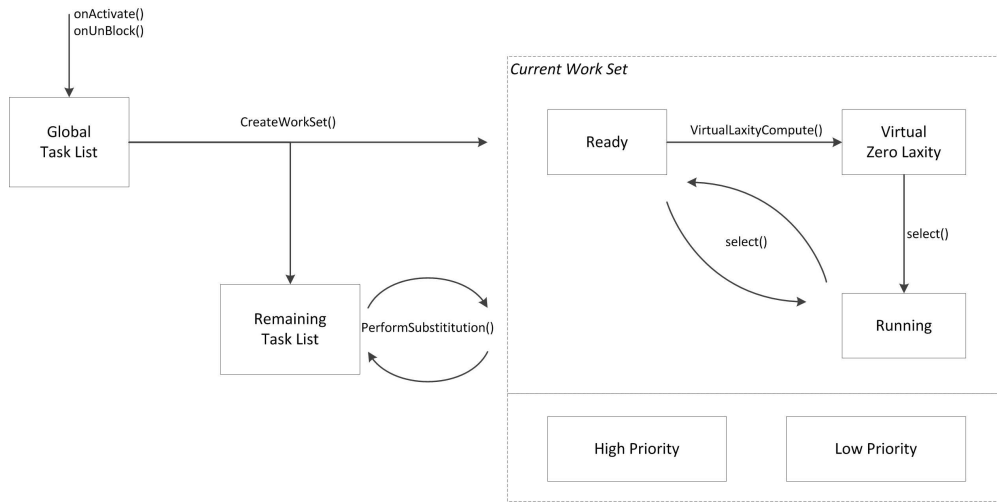 onActivate()
onUnBlock()
Current Work Set
Global
Task List
CreateWorkSet()
Ready
VirtualLaxityCompute()
Virtual
Zero Laxity
select()
select()
Remaining
Task List
PerformSubstititution()
Running
High Priority
Low Priority